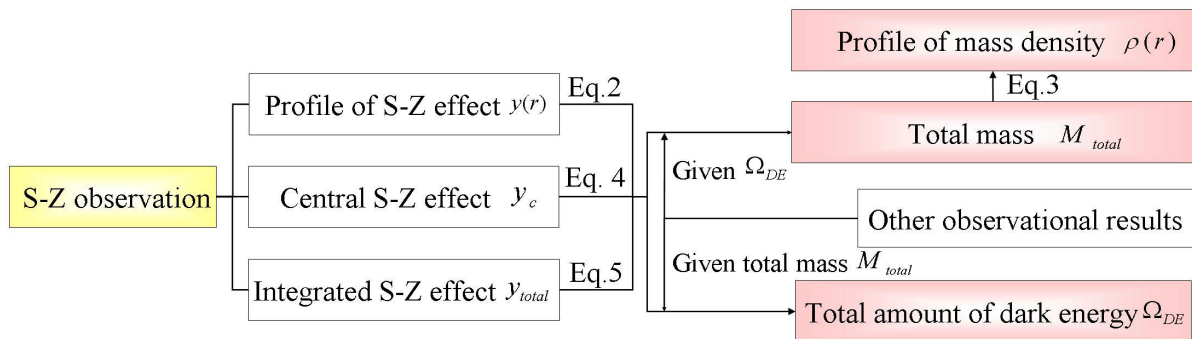 S-Z observation
Profile of S-Z effect y(r)
Central S-Z effect y_c
Integrated S-Z effect y_total
Eq.2
Eq. 4
Eq.5
Given Ω_DE
Given total mass M_total
Profile of mass density ρ(r)
Eq.3
Total mass M_total
Other observational results
Total amount of dark energy Ω_DE